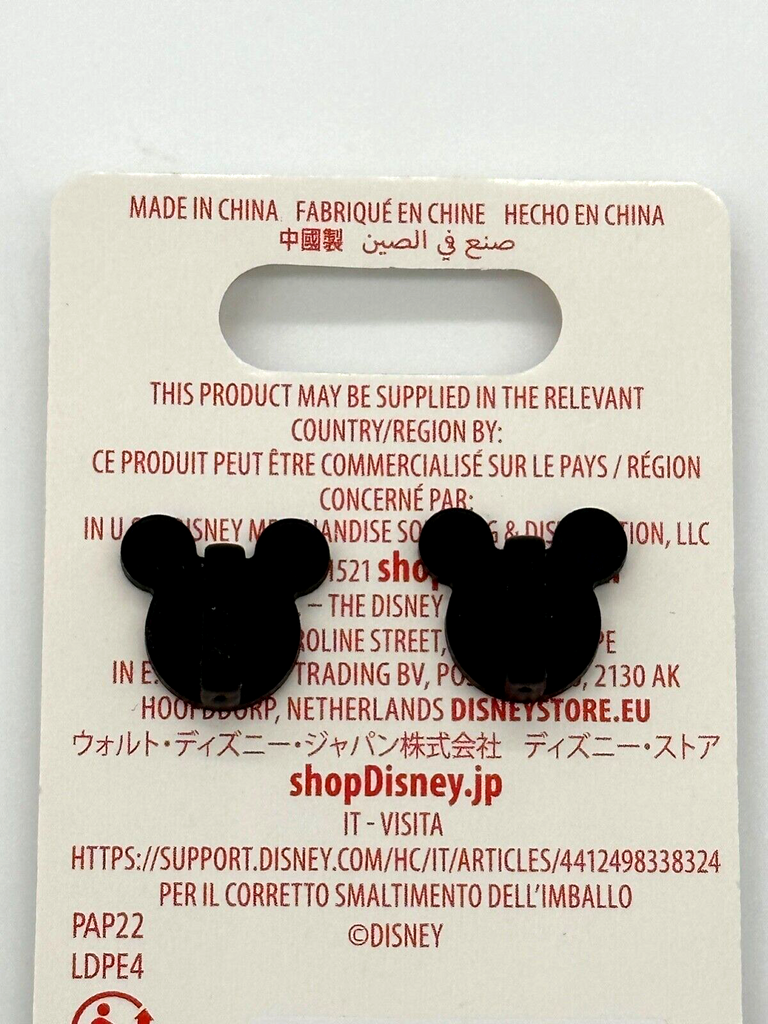 MADE IN CHINA FABRIQUÉ EN CHINE HECHO EN CHINA
中國製 صنع في الصين
THIS PRODUCT MAY BE SUPPLIED IN THE RELEVANT
COUNTRY/REGION BY:
CE PRODUIT PEUT ÊTRE COMMERCIALISÉ SUR LE PAYS / RÉGION
CONCERNÉ PAR:
IN & LLC
1521
– THE DISNEY
STREET,
IN TRADING BV, 2130 AK
HOOFDDORP, NETHERLANDS DISNEYSTORE.EU
ウォルト・ディズニー・ジャパン株式会社 ディズニー・ストア
shopDisney.jp
IT - VISITA
HTTPS://SUPPORT.DISNEY.COM/HC/IT/ARTICLES/4412498338324
PER IL CORRETTO SMALTIMENTO DELL'IMBALLO
PAP22
©DISNEY
LDPE4